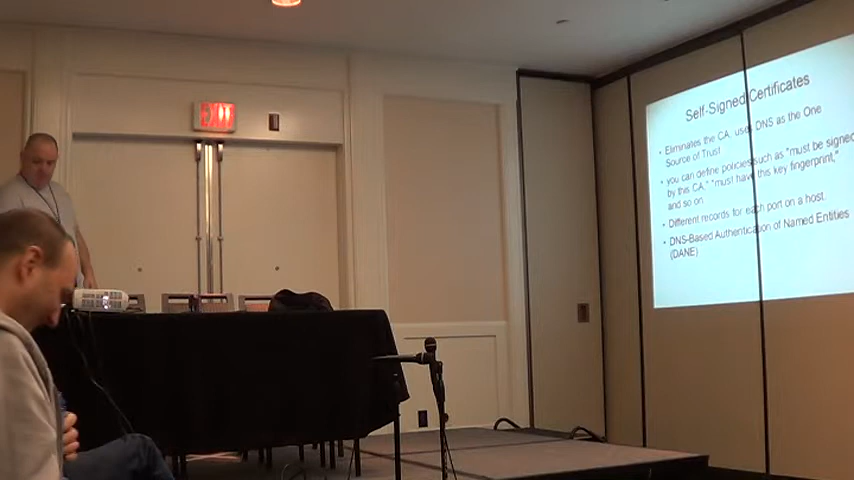 EXIT
Self-Signed Certificates
• Eliminates the CA, uses DNS as the One
Source of Trust
• you can define policies such as "must be signed
by this CA," "must have this key fingerprint,"
and so on
• Different records for each port on a host.
• DNS-Based Authentication of Named Entities
(DANE)